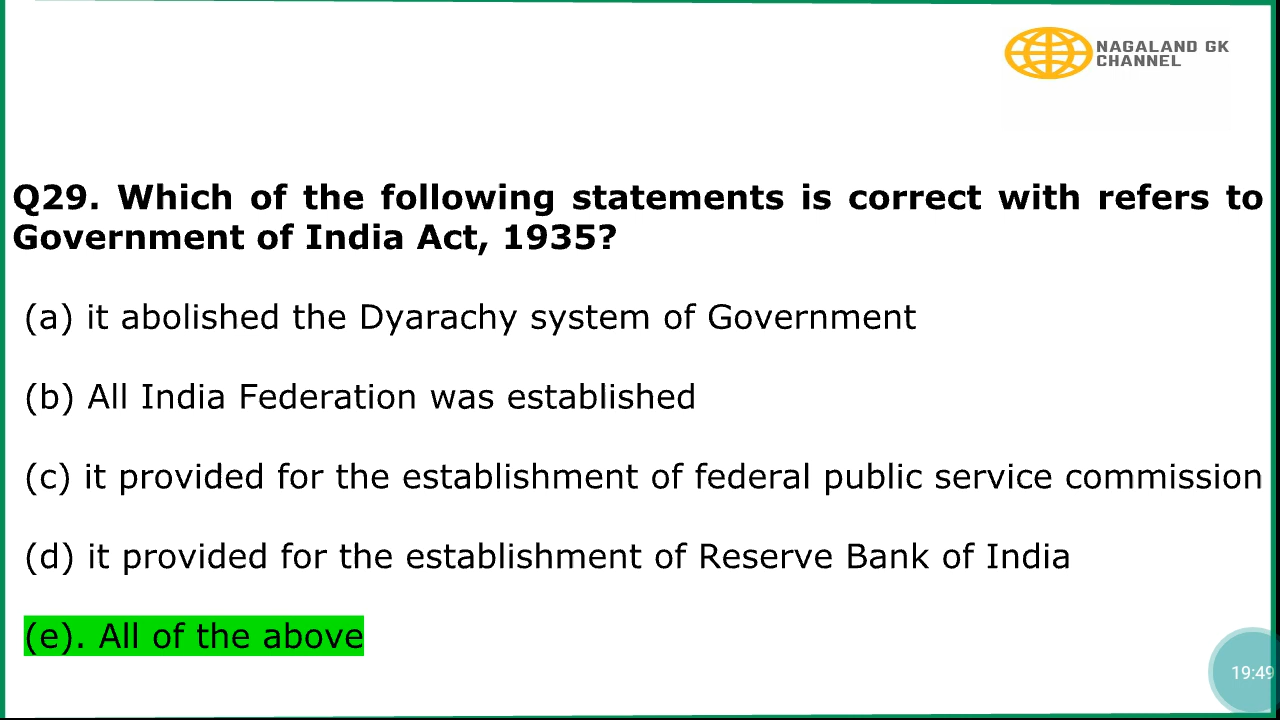 NAGALAND GK
CHANNEL
Q29. Which of the following statements is correct with refers to
Government of India Act, 1935?
(a) it abolished the Dyarachy system of Government
(b) All India Federation was established
(c) it provided for the establishment of federal public service commission
(d) it provided for the establishment of Reserve Bank of India
(e). All of the above
19:49